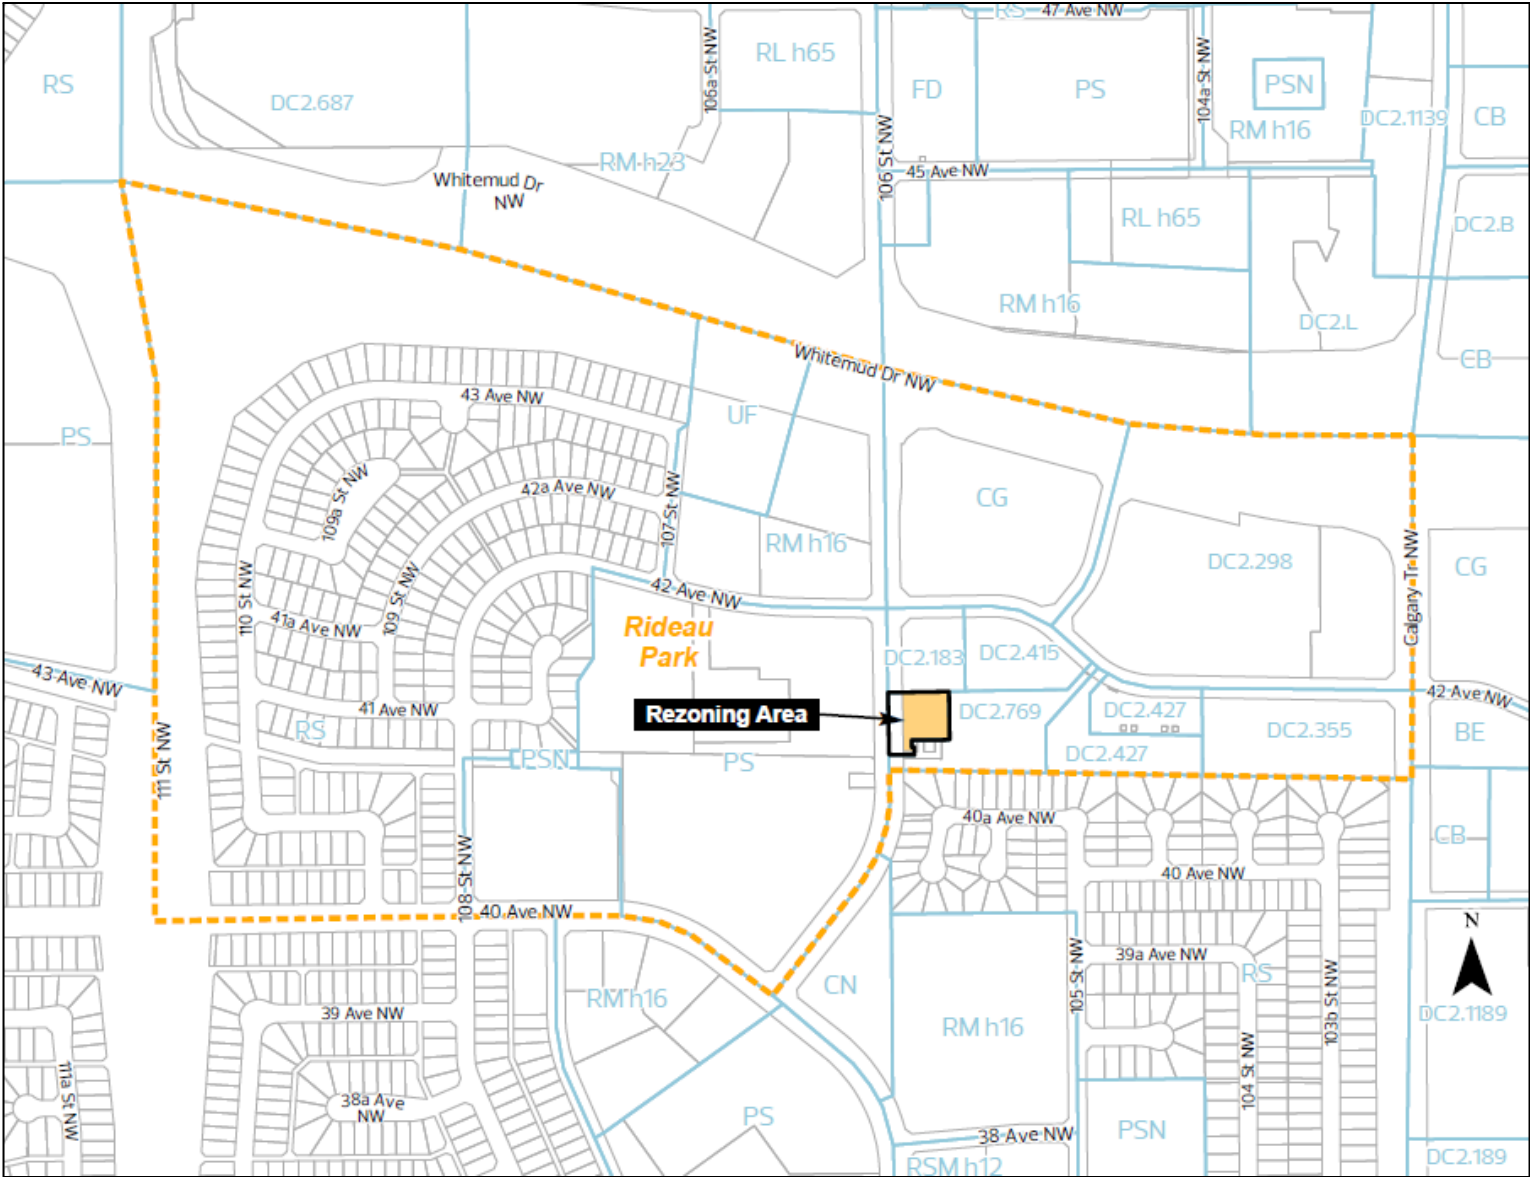 RS
47 Ave NW
RL h65
106a St NW
RS
DC2.687
FD
PS
104a St NW
PSN
DC2.1139
CB
RM h16
RM h23
106 St NW
45 Ave NW
Whitemud Dr
NW
RL h65
DC2.B
RM h16
DC2.L
CB
Whitemud Dr NW
43 Ave NW
UF
PS
109a St NW
42a Ave NW
107 St NW
CG
RM h16
DC2.298
CG
110 St NW
109 St NW
42 Ave NW
Calgary Tr NW
41a Ave NW
Rideau
Park
DC2.183
DC2.415
43 Ave NW
42 Ave NW
41 Ave NW
Rezoning Area
DC2.769
DC2.427
DC2.355
BE
RS
111 St NW
PSN
PS
DC2.427
40a Ave NW
CB
108 St NW
40 Ave NW
40 Ave NW
N
105 St NW
39a Ave NW
RS
103b St NW
CN
RM h16
39 Ave NW
RM h16
DC2.1189
104 St NW
111a St NW
38a Ave
NW
PS
38 Ave NW
PSN
RSM h12
DC2.189